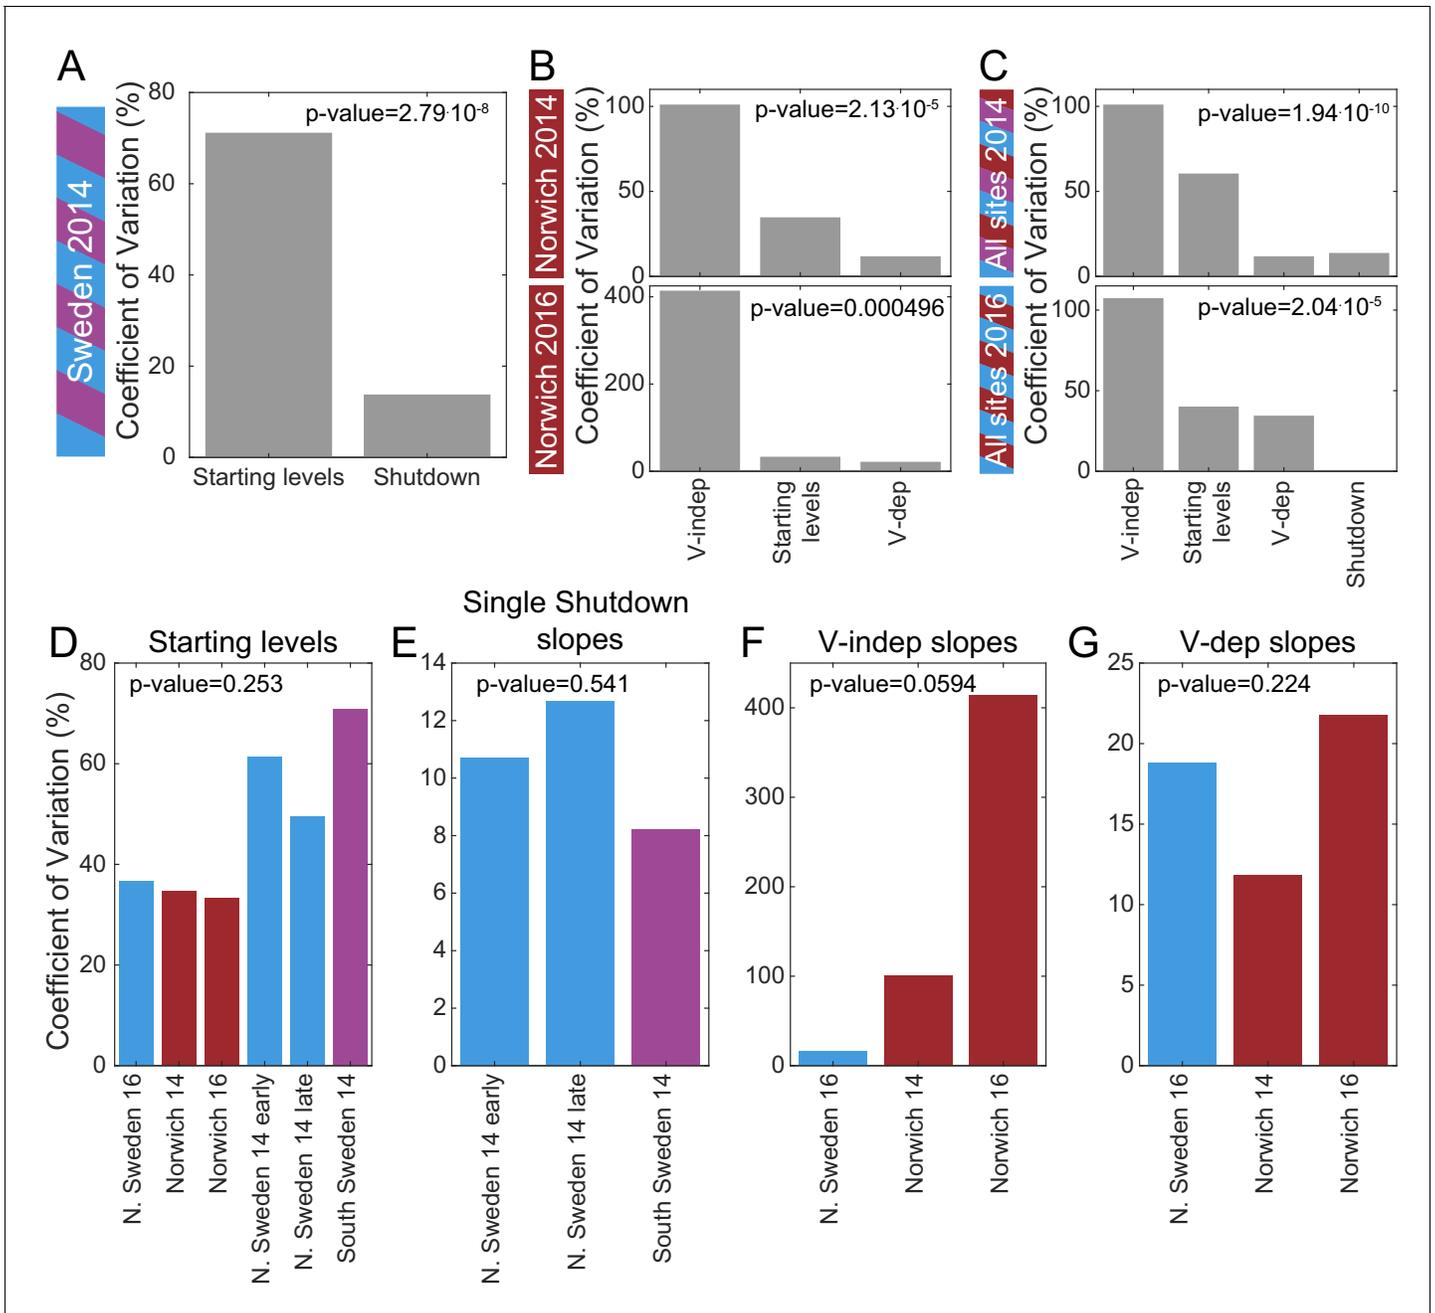 A
Sweden 2014
Coefficient of Variation (%)
80
60
40
20
0
p-value=2.79·10-8
Starting levels
Shutdown
B
Norwich 2014
Norwich 2016
Coefficient of Variation (%)
100
50
0
p-value=2.13·10-5
400
200
0
p-value=0.000496
V-indep
Starting
levels
V-dep
C
All sites 2014
All sites 2016
Coefficient of Variation (%)
100
50
0
p-value=1.94·10-10
100
50
0
p-value=2.04·10-5
V-indep
Starting
levels
V-dep
Shutdown
D
Starting levels
Coefficient of Variation (%)
80
60
40
20
0
p-value=0.253
N. Sweden 16
Norwich 14
Norwich 16
N. Sweden 14 early
N. Sweden 14 late
South Sweden 14
E
Single Shutdown
slopes
14
12
10
8
6
4
2
0
p-value=0.541
N. Sweden 14 early
N. Sweden 14 late
South Sweden 14
F
V-indep slopes
400
300
200
100
0
p-value=0.0594
N. Sweden 16
Norwich 14
Norwich 16
G
V-dep slopes
25
20
15
10
5
0
p-value=0.224
N. Sweden 16
Norwich 14
Norwich 16